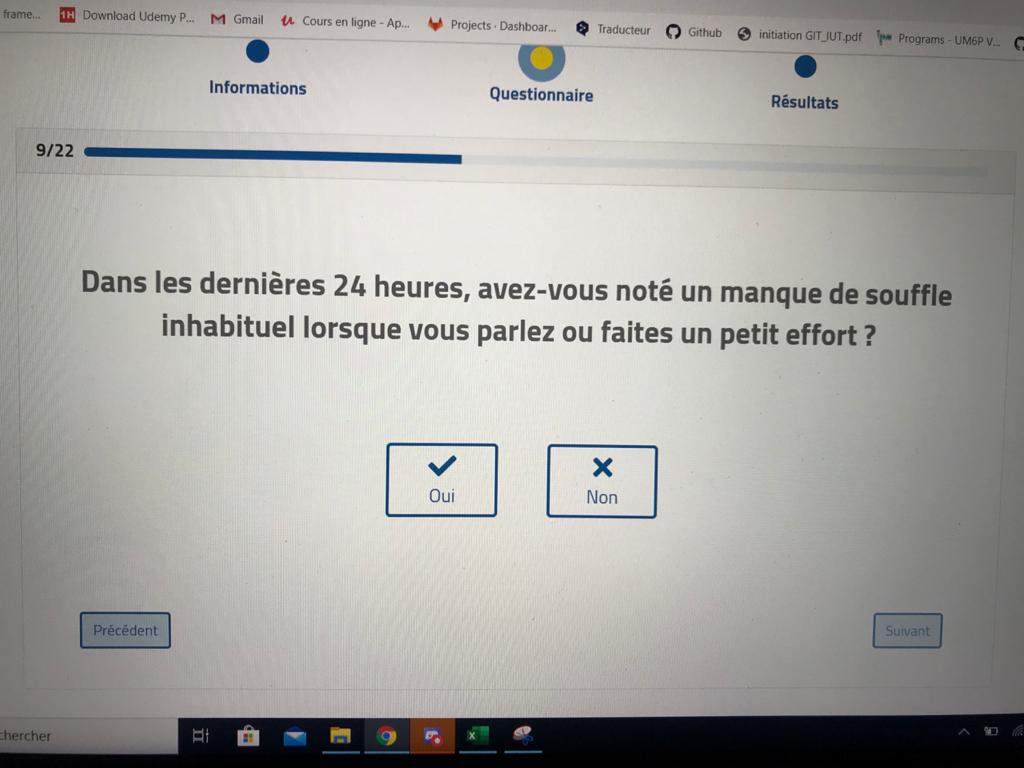 frame...
1H Download Udemy P... Gmail Cours en ligne - Ap... Projects · Dashboar... Traducteur Github initiation GIT_IUT.pdf Programs - UM6P V...
Informations
Questionnaire
Résultats
9/22
Dans les dernières 24 heures, avez-vous noté un manque de souffle
inhabituel lorsque vous parlez ou faites un petit effort ?
Oui
Non
Précédent
Suivant
chercher